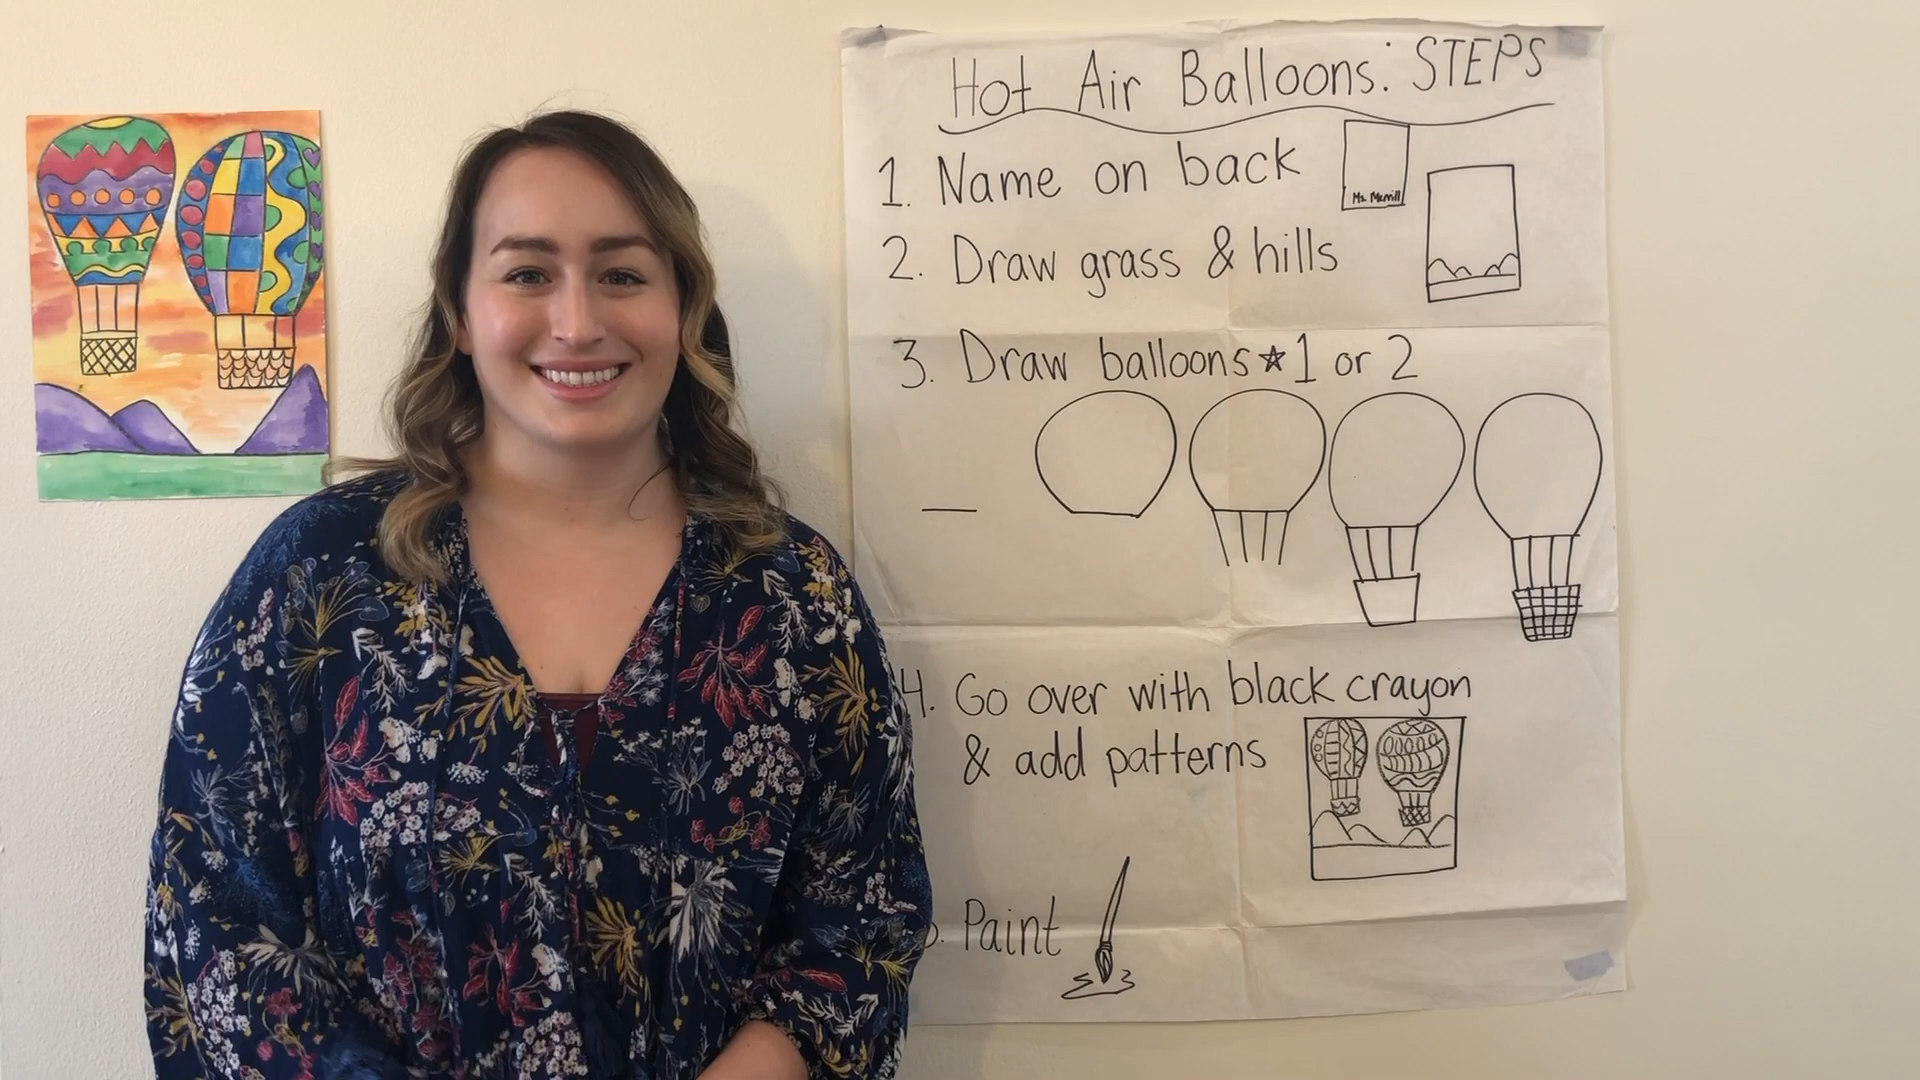 Hot Air Balloons: STEPS
1. Name on back
Ms. Merrill
2. Draw grass & hills
3. Draw balloons ★ 1 or 2
4. Go over with black crayon
& add patterns
5. Paint